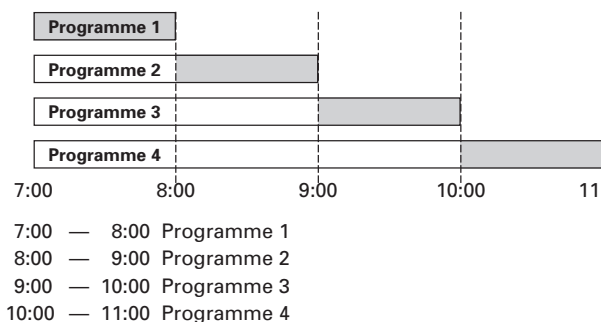 Programme 1
Programme 2
Programme 3
Programme 4
7:00 8:00 9:00 10:00 11
7:00 — 8:00 Programme 1
8:00 — 9:00 Programme 2
9:00 — 10:00 Programme 3
10:00 — 11:00 Programme 4